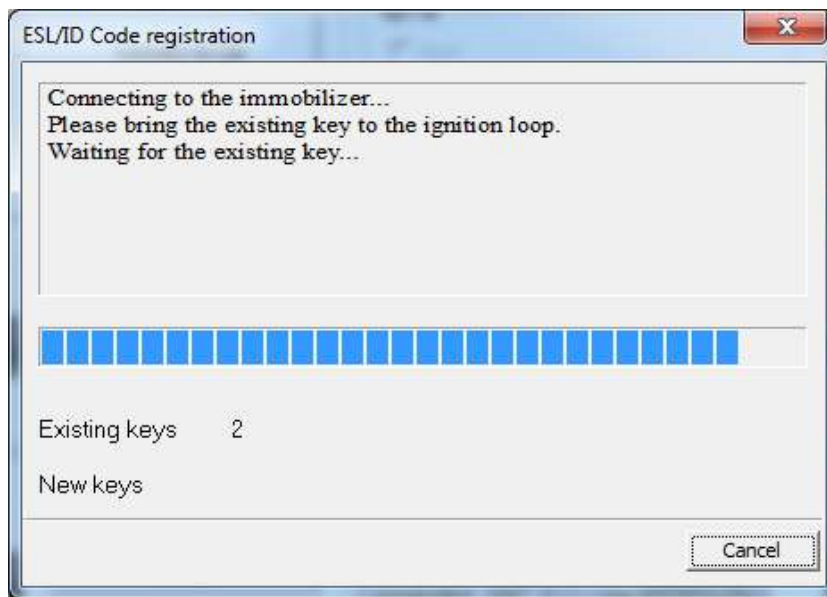 ESL/ID Code registration
Connecting to the immobilizer...
Please bring the existing key to the ignition loop.
Waiting for the existing key...
Existing keys 2
New keys
Cancel